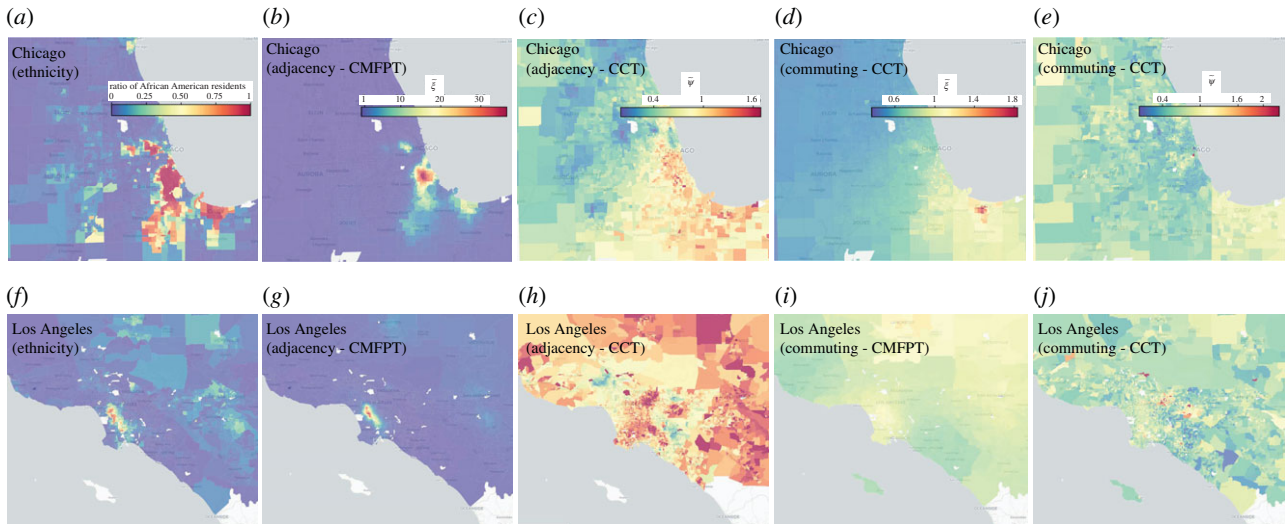 (a)
Chicago
(ethnicity)
ratio of African American residents
0 0.25 0.50 0.75 1
(b)
Chicago
(adjacency - CMFPT)
ξ̄
1 10 20 30
(c)
Chicago
(adjacency - CCT)
ψ̄
0.4 1 1.6
(d)
Chicago
(commuting - CCT)
ξ̄
0.6 1 1.8
(e)
Chicago
(commuting - CCT)
ψ̄
0.4 1 1.6 2
(f)
Los Angeles
(ethnicity)
(g)
Los Angeles
(adjacency - CMFPT)
(h)
Los Angeles
(adjacency - CCT)
(i)
Los Angeles
(commuting - CMFPT)
(j)
Los Angeles
(commuting - CCT)